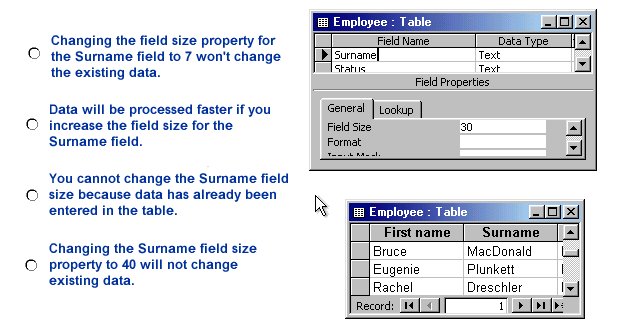 Changing the field size property for
the Surname field to 7 won't change
the existing data.
Data will be processed faster if you
increase the field size for the
Surname field.
You cannot change the Surname field
size because data has already been
entered in the table.
Changing the Surname field size
property to 40 will not change
existing data.
Employee : Table
Field Name Data Type
Surname Text
Status Text
Field Properties
General Lookup
Field Size 30
Format
Input Mask
Employee : Table
First name Surname
Bruce MacDonald
Eugenie Plunkett
Rachel Dreschler
Record: 1